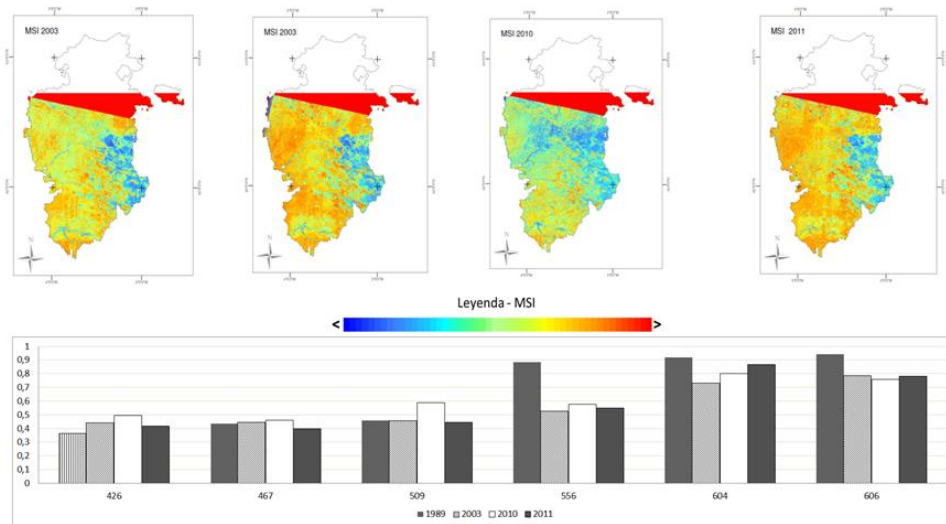 MSI 2003
MSI 2003
MSI 2010
MSI 2011
N
N
N
N
Leyenda - MSI
< >
1
0,9
0,8
0,7
0,6
0,5
0,4
0,3
0,2
0,1
0
426 467 509 556 604 606
1989 2003 2010 2011